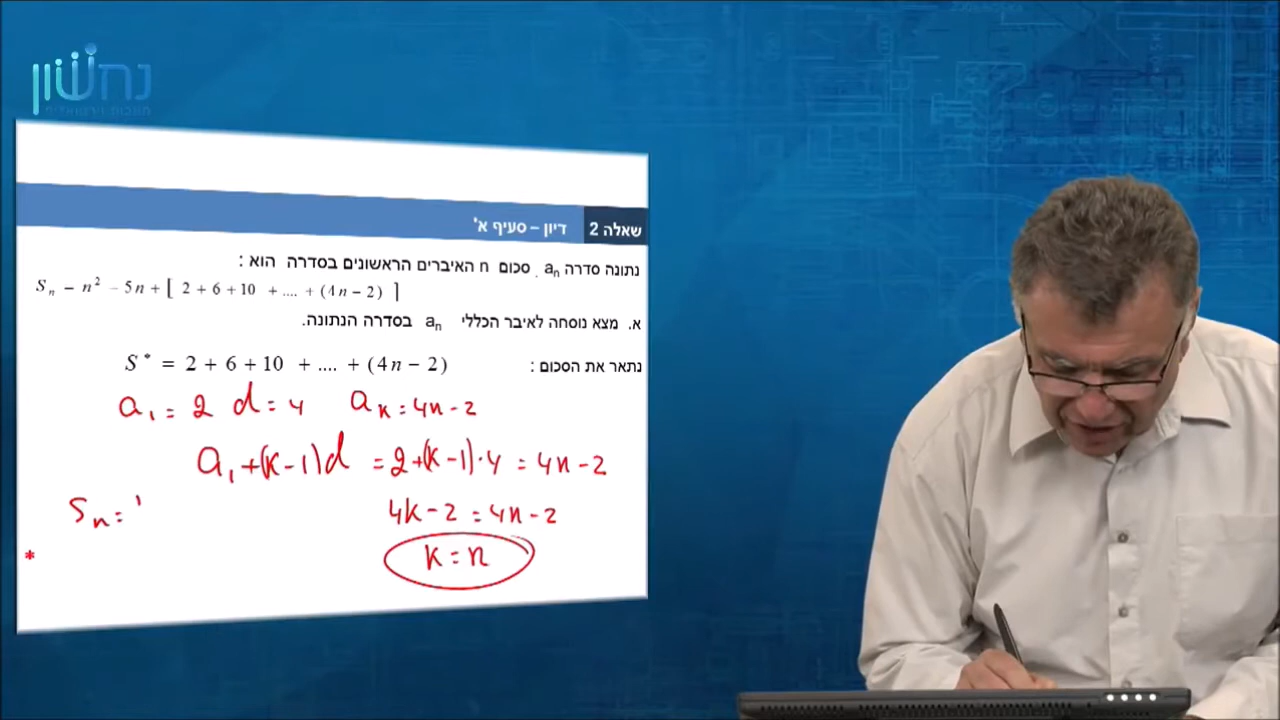 נחשון
שאלה 2 דיון – סעיף א'
נתונה סדרה aₙ. סכום n האיברים הראשונים בסדרה הוא :
Sₙ = n² − 5n + [ 2 + 6 + 10 + .... + (4n − 2) ]
א. מצא נוסחה לאיבר הכללי aₙ בסדרה הנתונה.
נתאר את הסכום : S* = 2 + 6 + 10 + .... + (4n − 2)
a₁ = 2 d = 4 aₖ = 4n − 2
a₁ + (k − 1)d = 2 + (k − 1)·4 = 4n − 2
Sₙ = ' 4k − 2 = 4n − 2
* k = n